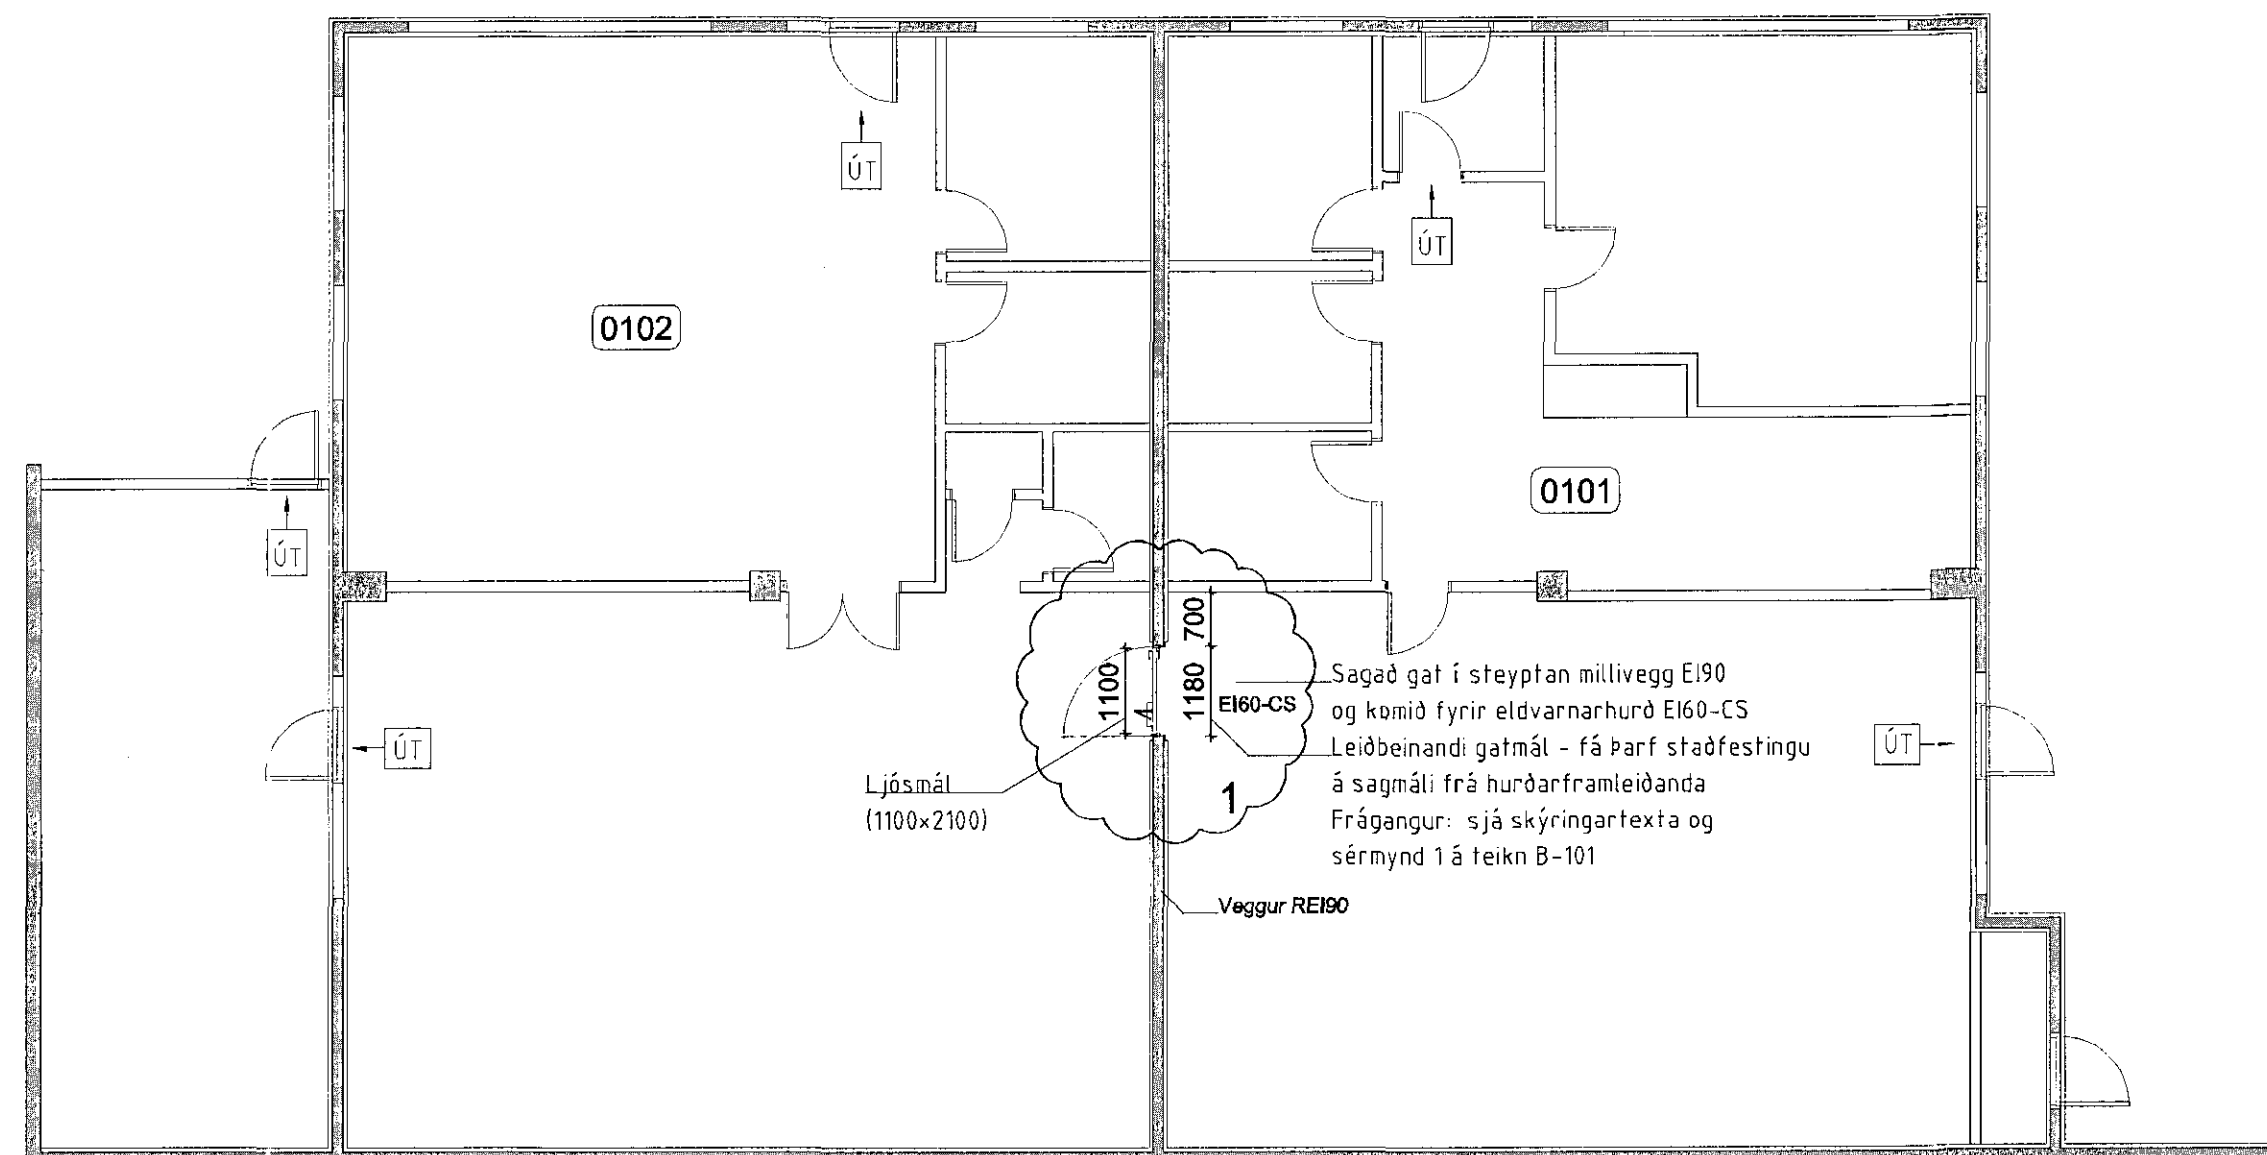 ÚT
ÚT
0102
0101
ÚT
700
1100
1180
EI60-CS
Sagað gat í steyptan millivegg EI90
og komið fyrir eldvarnarhurð EI60-CS
Leiðbeinandi gatmál - fá þarf staðfestingu
á sagmáli frá hurðarframleiðanda
Frágangur: sjá skýringartexta og
sérmynd 1 á teikn B-101
ÚT
ÚT
Ljósmál
(1100x2100)
1
Veggur REI90